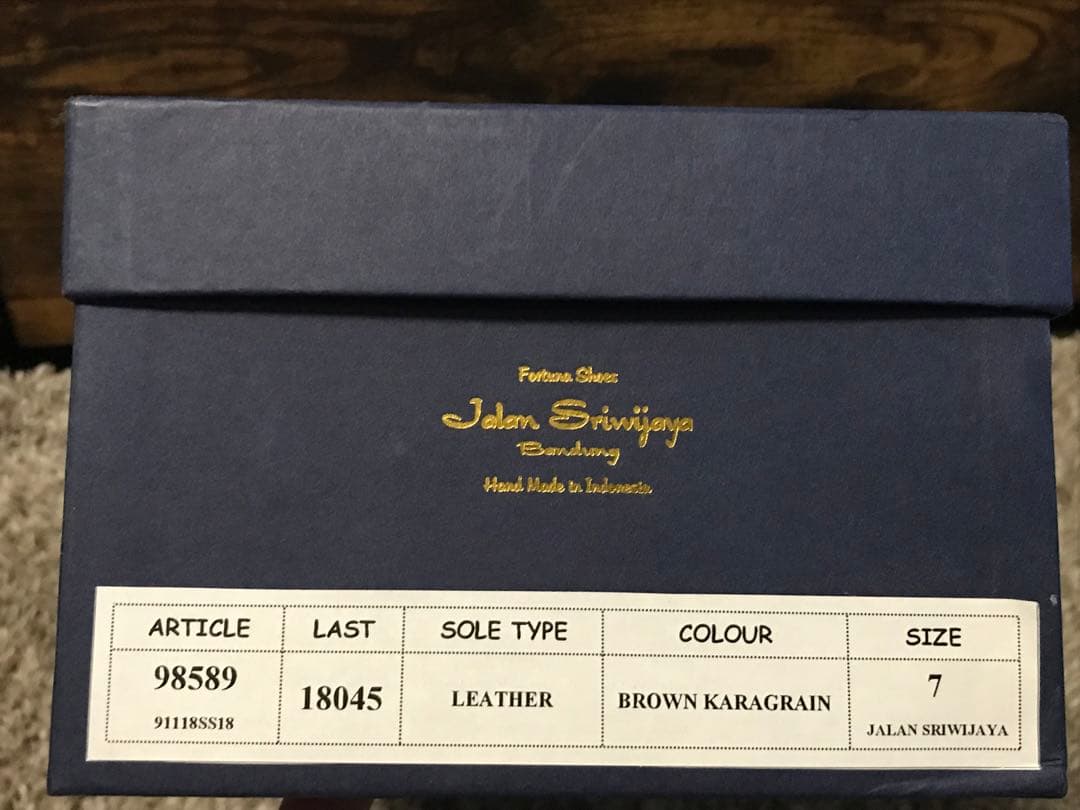 Fortuna Shoes
Jalan Sriwijaya
Bandung
Hand Made in Indonesia
ARTICLE LAST SOLE TYPE COLOUR SIZE
98589 18045 LEATHER BROWN KARAGRAIN 7
91118SS18 JALAN SRIWIJAYA